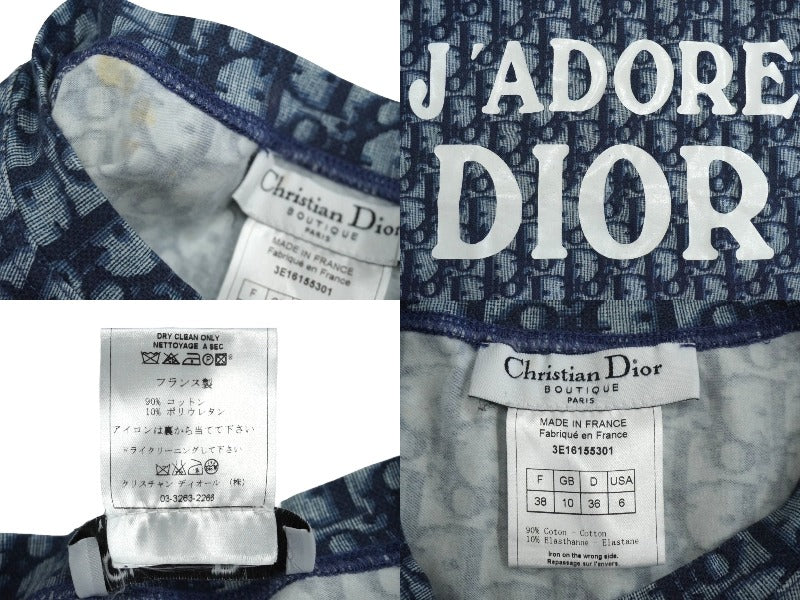 Christian Dior
BOUTIQUE
PARIS
MADE IN FRANCE
Fabriqué en France
3E16155301
J'ADORE
DIOR
DRY CLEAN ONLY
NETTOYAGE A SEC
フランス製
90% コットン
10% ポリウレタン
アイロンは裏から当てて下さい
ドライクリーニングして下さい
クリスチャン ディオール (株)
03-3263-2266
Christian Dior
BOUTIQUE
PARIS
MADE IN FRANCE
Fabriqué en France
3E16155301
F GB D USA
38 10 36 6
90% Coton - Cotton
10% Elasthanne - Elastane
Iron on the wrong side.
Repassage sur l'envers.